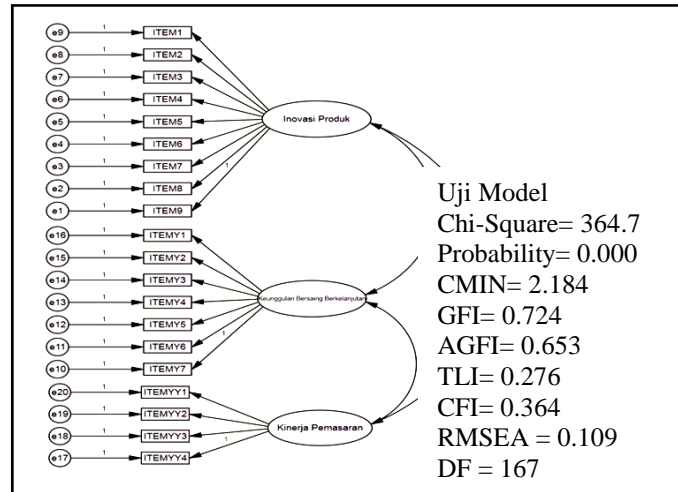 e9 1 ITEM1
e8 1 ITEM2
e7 1 ITEM3
e6 1 ITEM4
e5 1 ITEM5
e4 1 ITEM6
e3 1 ITEM7
e2 1 ITEM8
e1 1 ITEM9
1
Inovasi Produk
e16 1 ITEMY1
e15 1 ITEMY2
e14 1 ITEMY3
e13 1 ITEMY4
e12 1 ITEMY5
e11 1 ITEMY6
e10 1 ITEMY7
1
Keunggulan Bersaing Berkelanjutan
e20 1 ITEMYY1
e19 1 ITEMYY2
e18 1 ITEMYY3
e17 1 ITEMYY4
1
Kinerja Pemasaran
Uji Model
Chi-Square= 364.7
Probability= 0.000
CMIN= 2.184
GFI= 0.724
AGFI= 0.653
TLI= 0.276
CFI= 0.364
RMSEA = 0.109
DF = 167